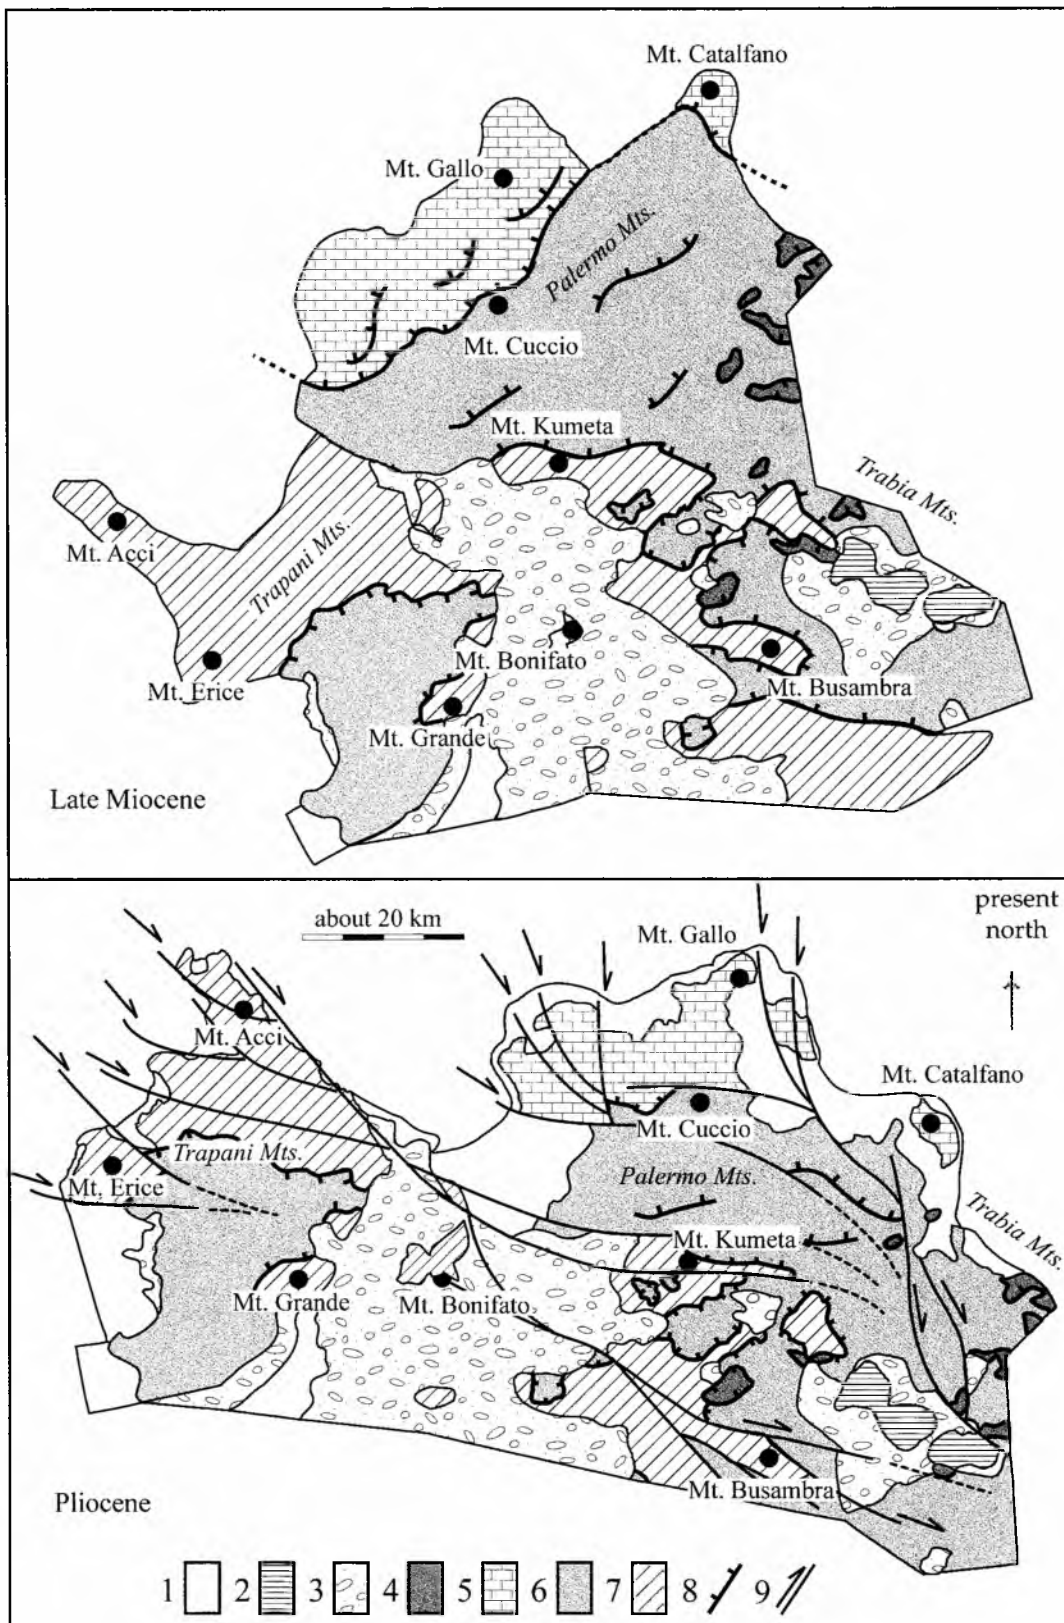 Mt. Catalfano
Mt. Gallo
Palermo Mts.
Mt. Cuccio
Mt. Kumeta
Trabia Mts.
Mt. Acci
Trapani Mts.
Mt. Erice
Mt. Bonifato
Mt. Busambra
Mt. Grande
Late Miocene
about 20 km
present
north
Mt. Gallo
Mt. Acci
Mt. Catalfano
Mt. Cuccio
Trapani Mts.
Mt. Erice
Palermo Mts.
Trabia Mts.
Mt. Kumeta
Mt. Grande
Mt. Bonifato
Mt. Busambra
Pliocene
1 2 3 4 5 6 7 8 9